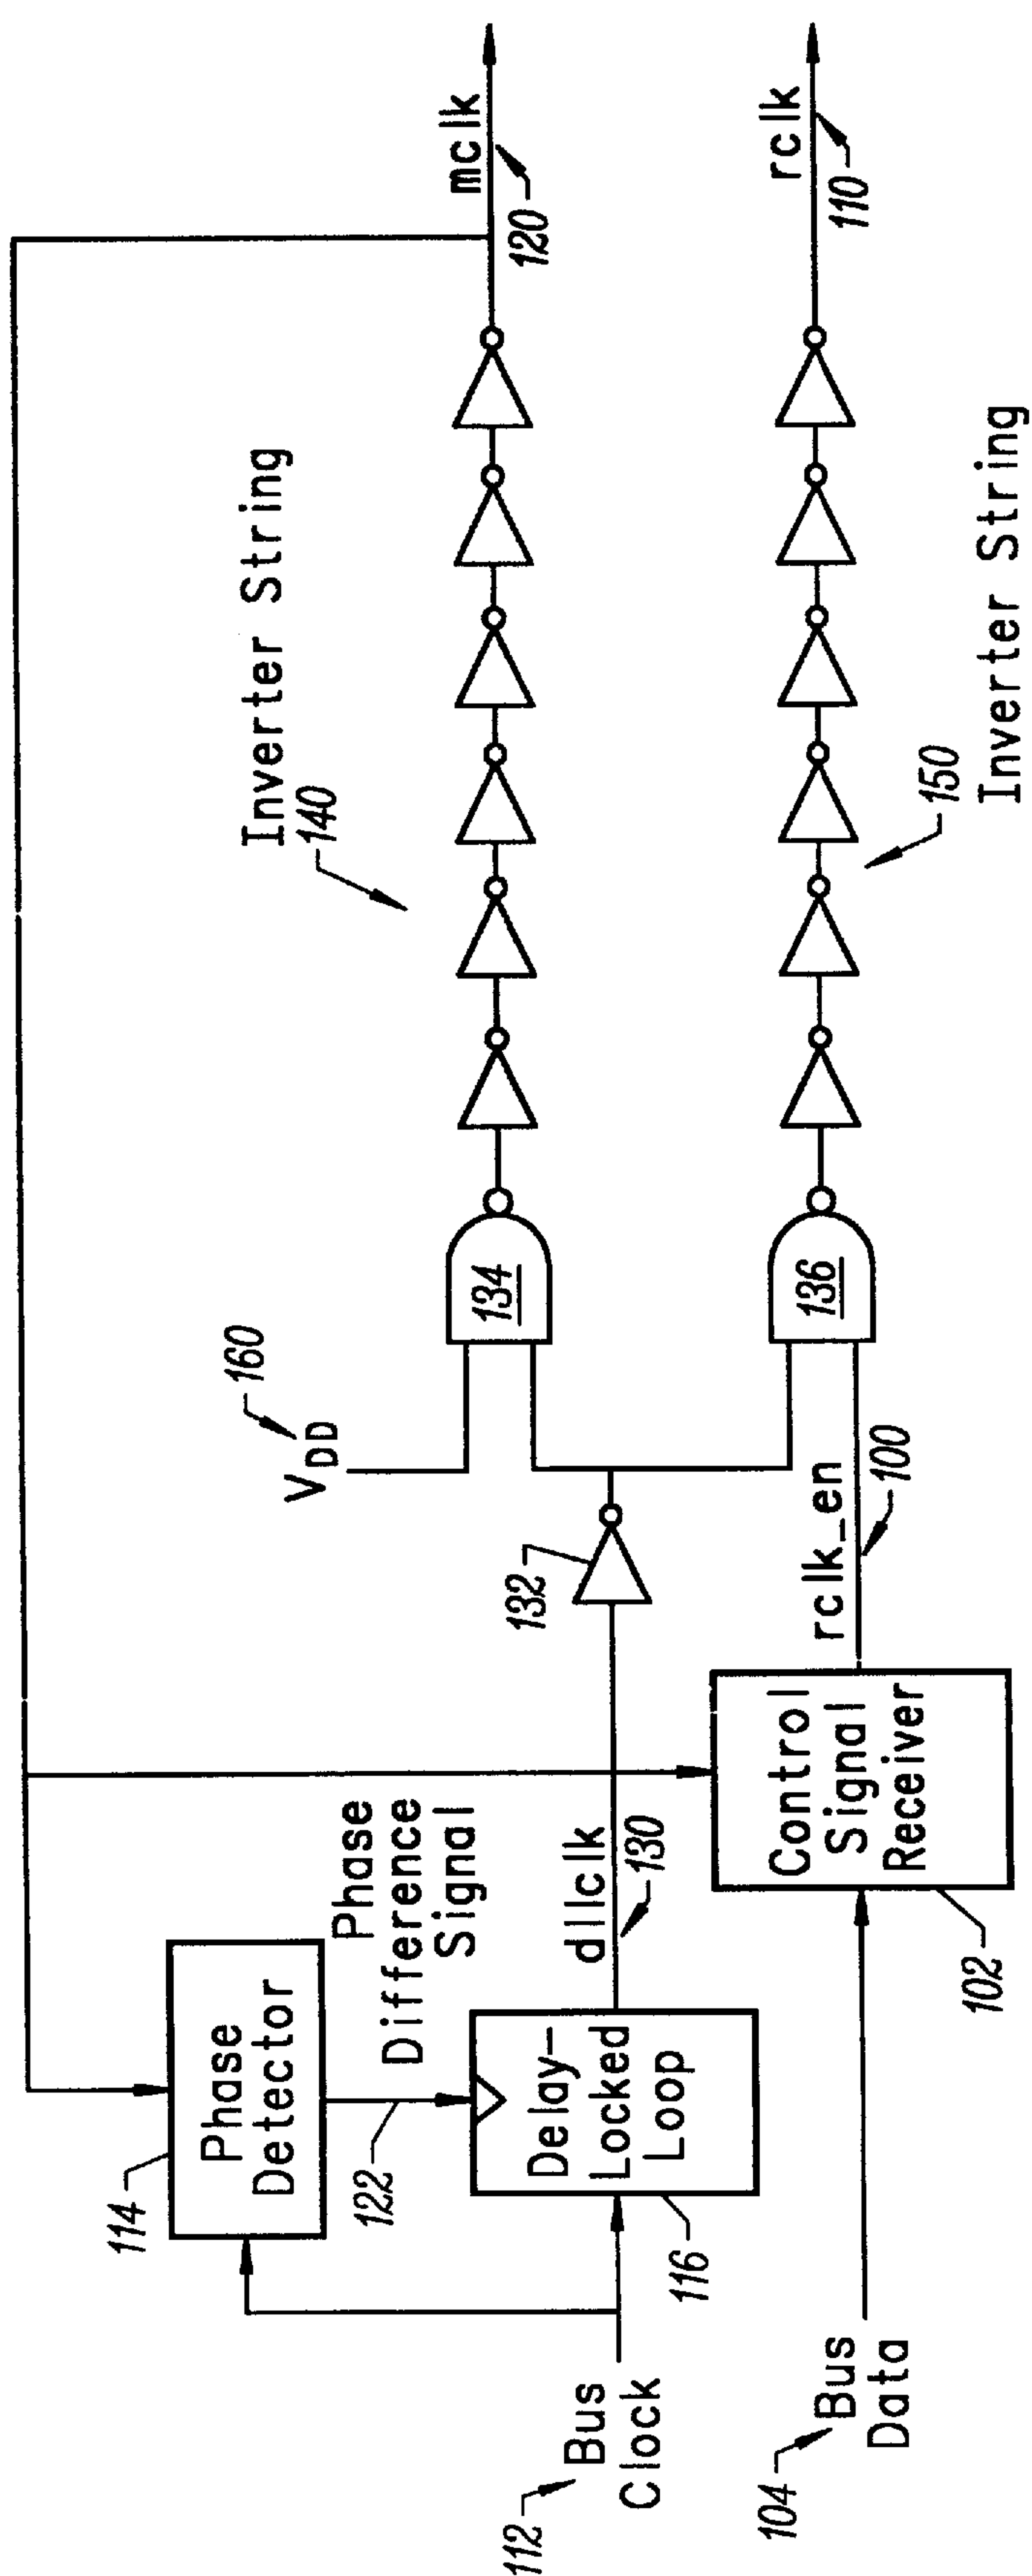 mclk
120
rclk
110
Inverter String
140
150
Inverter String
134
136
V DD
160
132
rclk_en
100
Phase
Detector
114
Phase
Difference
Signal
122
dllclk
130
Delay-
Locked
Loop
116
Control
Signal
Receiver
102
112
Bus
Clock
104
Bus
Data